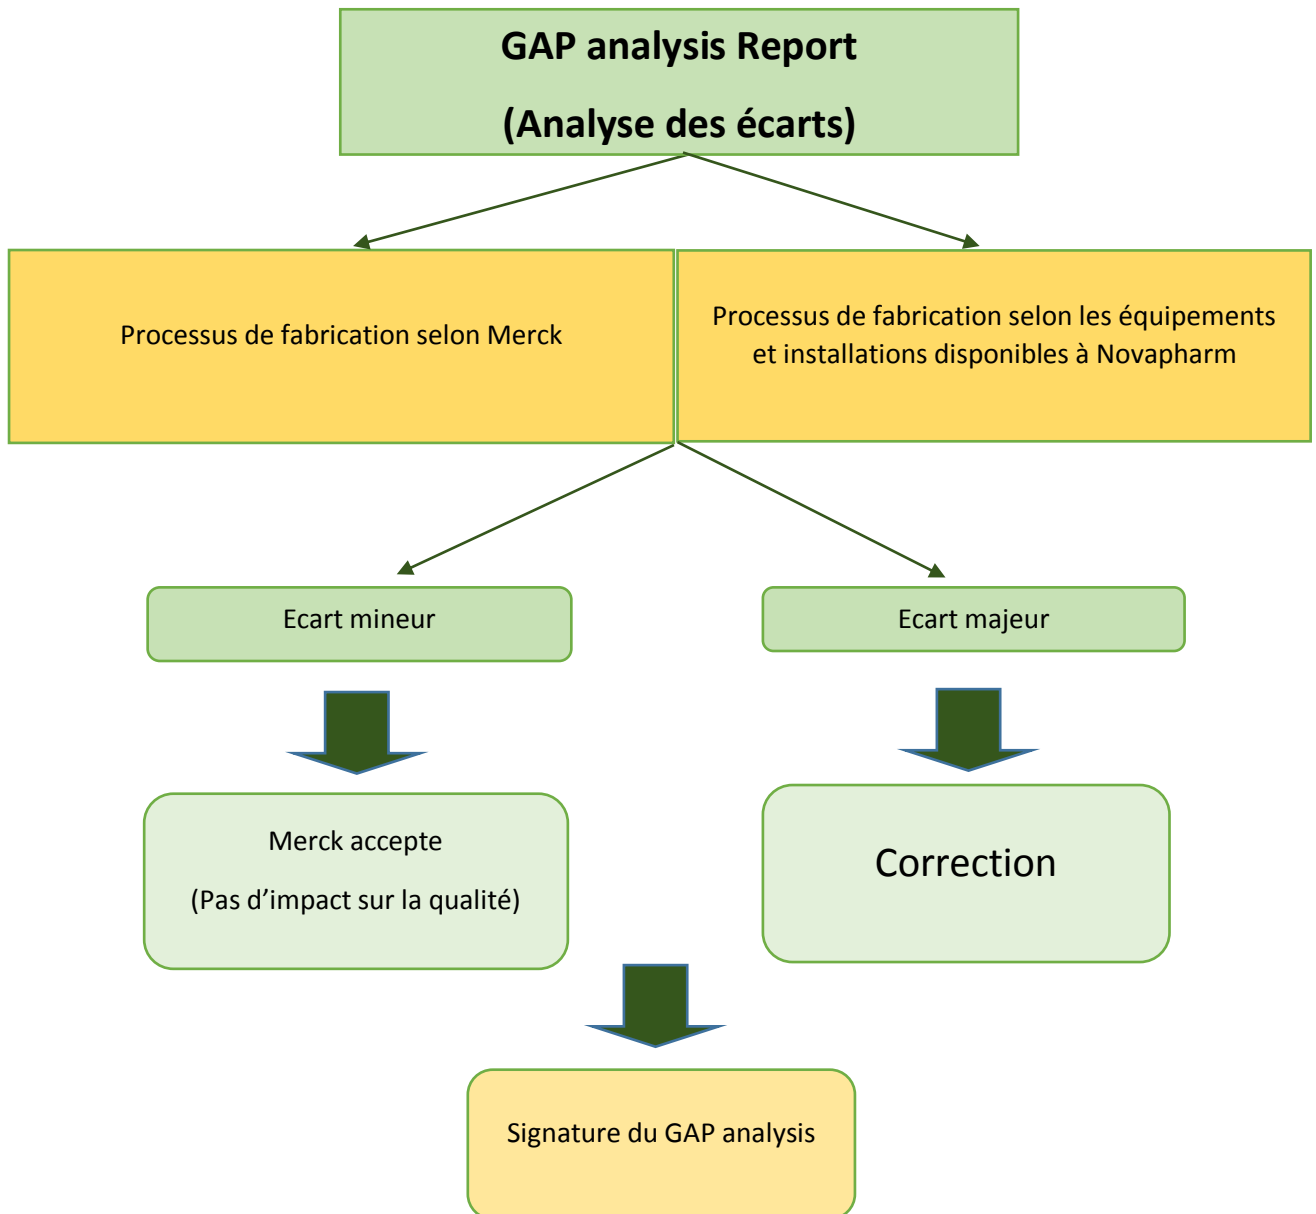 GAP analysis Report
(Analyse des écarts)
Processus de fabrication selon Merck
Processus de fabrication selon les équipements
et installations disponibles à Novapharm
Ecart mineur
Ecart majeur
Merck accepte
(Pas d’impact sur la qualité)
Correction
Signature du GAP analysis